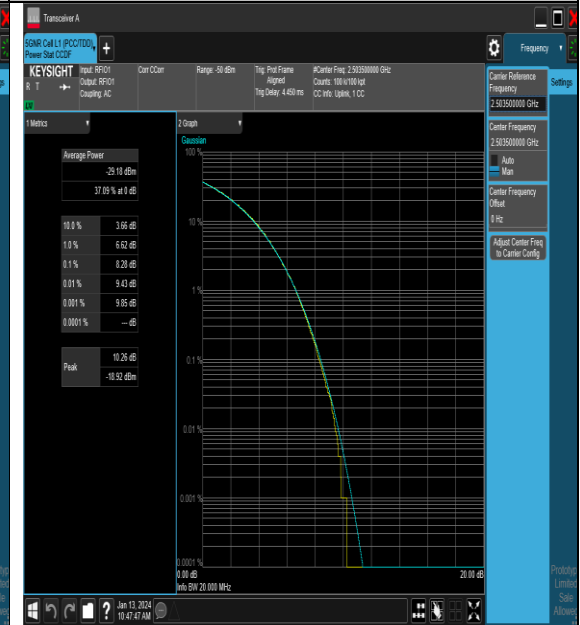 Transceiver A
5GNR Cell L1 (PCC/TDD),
Power Stat CCDF
Frequency
KEYSIGHT
R T
Input: RFIO1
Output: RFIO1
Coupling: AC
Corr CCorr
Range: -50 dBm
Trig: Prot Frame
Aligned
Trig Delay: 4.450 ms
#Center Freq: 2.503500000 GHz
Counts: 100 k/100 kpt
CC Info: Uplink, 1 CC
Carrier Reference
Frequency
2.503500000 GHz
Settings
Center Frequency
2.503500000 GHz
Auto
Man
Center Frequency
Offset
0 Hz
Adjust Center Freq
to Carrier Config
1 Metrics
Average Power
-29.18 dBm
37.09 % at 0 dB
10.0 % 3.66 dB
1.0 % 6.62 dB
0.1 % 8.28 dB
0.01 % 9.43 dB
0.001 % 9.85 dB
0.0001 % --- dB
Peak
10.26 dB
-18.92 dBm
2 Graph
Gaussian
100 %
10 %
1 %
0.1 %
0.01 %
0.001 %
0.0001 %
0.00 dB 20.00 dB
Info BW 20.000 MHz
Jan 13, 2024
10:47:47 AM